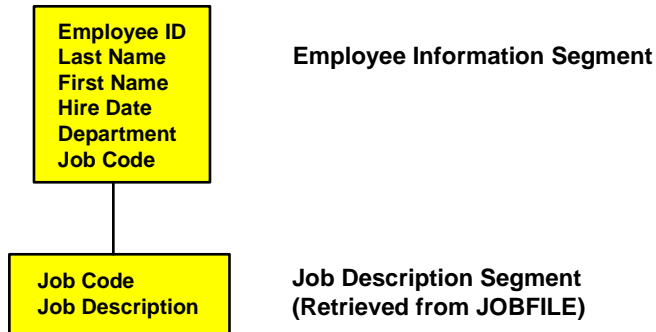 Employee ID
Last Name
First Name
Hire Date
Department
Job Code
Employee Information Segment
Job Code
Job Description
Job Description Segment
(Retrieved from JOBFILE)